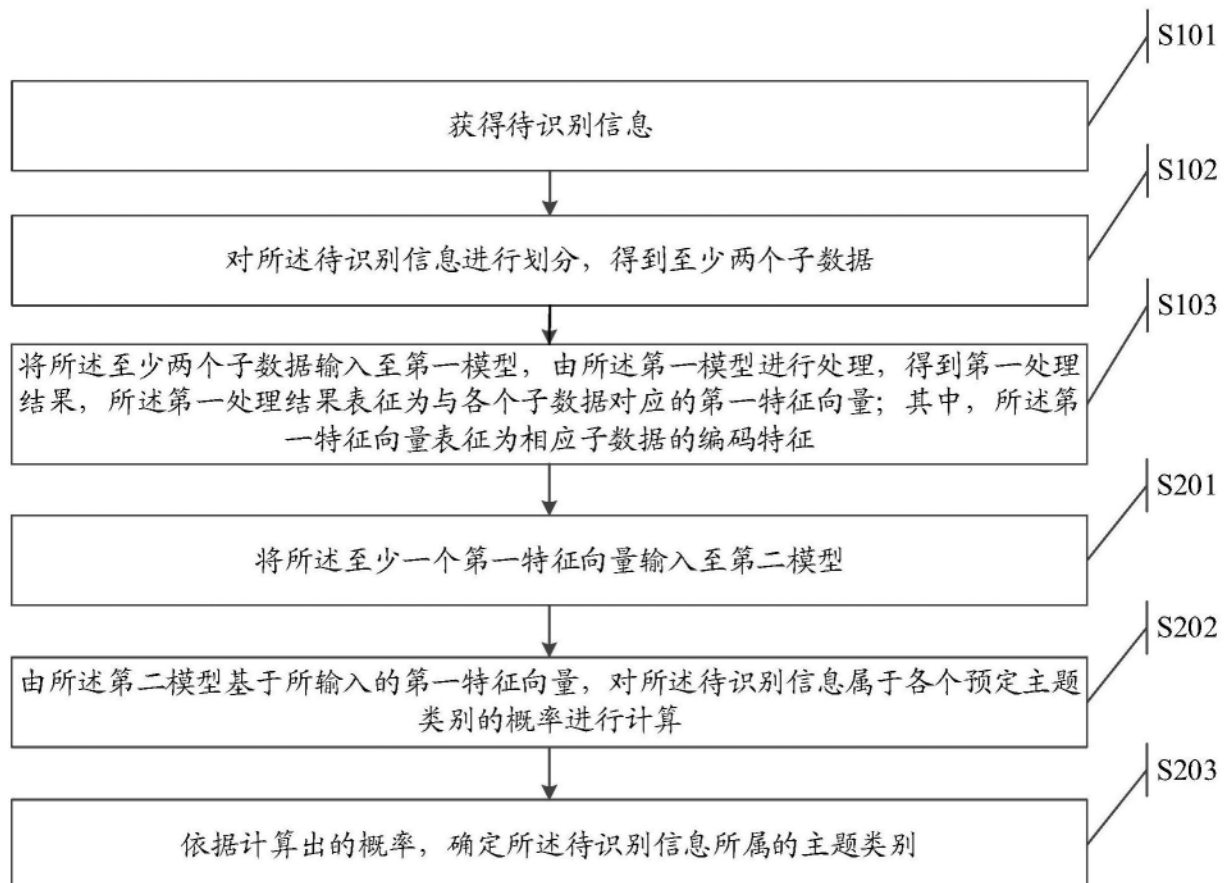 S101
获得待识别信息
S102
对所述待识别信息进行划分，得到至少两个子数据
S103
将所述至少两个子数据输入至第一模型，由所述第一模型进行处理，得到第一处理
结果，所述第一处理结果表征为与各个子数据对应的第一特征向量；其中，所述第
一特征向量表征为相应子数据的编码特征
S201
将所述至少一个第一特征向量输入至第二模型
S202
由所述第二模型基于所输入的第一特征向量，对所述待识别信息属于各个预定主题
类别的概率进行计算
S203
依据计算出的概率，确定所述待识别信息所属的主题类别